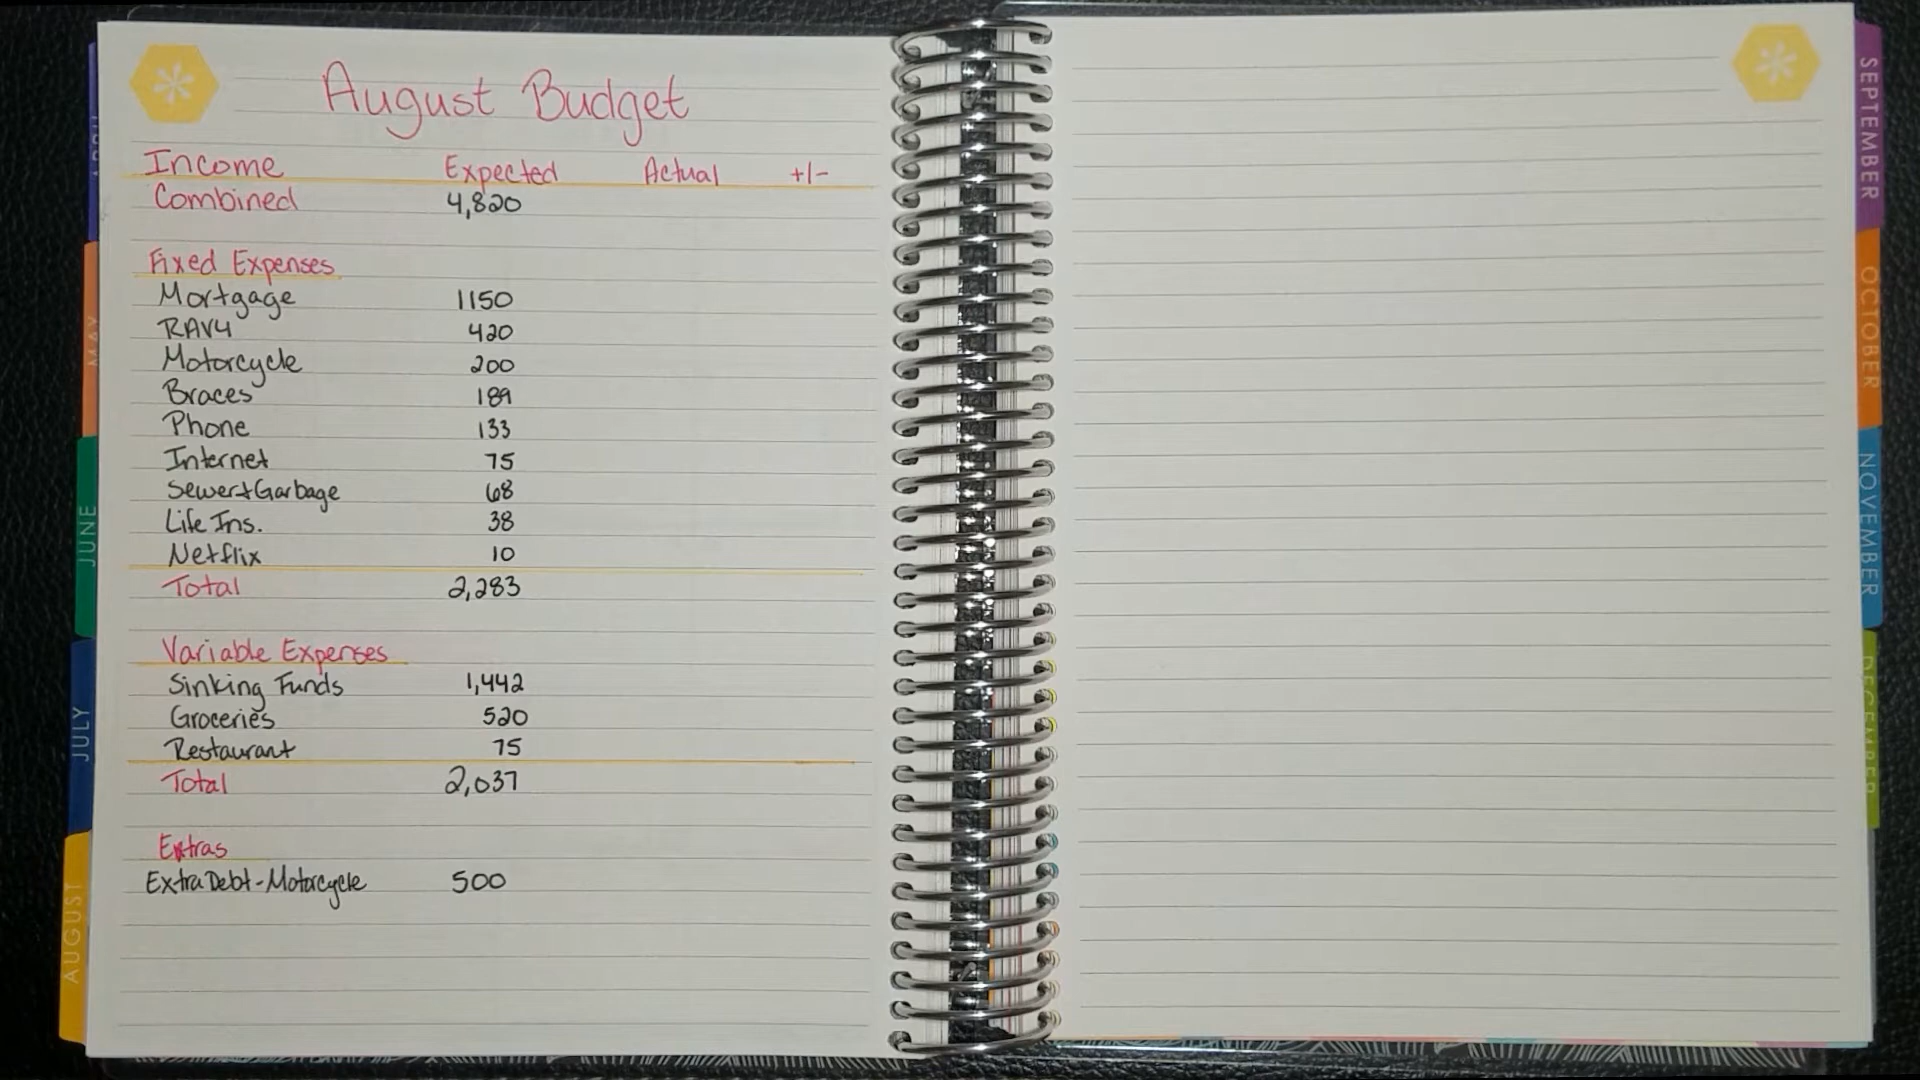 August Budget
Income Expected Actual +/-
Combined 4,820
Fixed Expenses
Mortgage 1150
RAV4 420
Motorcycle 200
Braces 189
Phone 133
Internet 75
Sewer+Garbage 68
Life Ins. 38
Netflix 10
Total 2,283
Variable Expenses
Sinking Funds 1,442
Groceries 520
Restaurant 75
Total 2,037
Extras
Extra Debt-Motorcycle 500
MAY
JUNE
JULY
AUGUST
SEPTEMBER
OCTOBER
NOVEMBER
DECEMBER